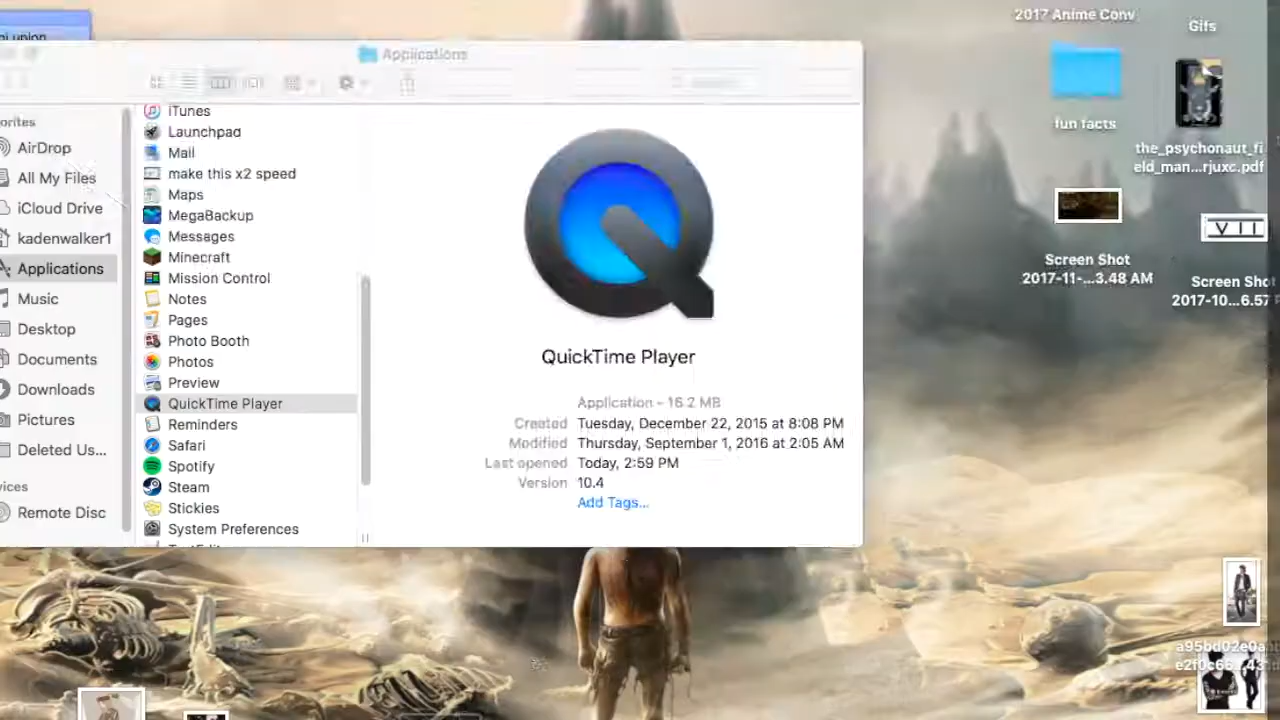 2017 Anime Conv
Gifs
Applications
orites
AirDrop
All My Files
iCloud Drive
kadenwalker1
Applications
Music
Desktop
Documents
Downloads
Pictures
Deleted Us...
vices
Remote Disc
iTunes
Launchpad
Mail
make this x2 speed
Maps
MegaBackup
Messages
Minecraft
Mission Control
Notes
Pages
Photo Booth
Photos
Preview
QuickTime Player
Reminders
Safari
Spotify
Steam
Stickies
System Preferences
QuickTime Player
Application - 16.2 MB
Created Tuesday, December 22, 2015 at 8:08 PM
Modified Thursday, September 1, 2016 at 2:05 AM
Last opened Today, 2:59 PM
Version 10.4
Add Tags...
fun facts
the_psychonaut_fi
eld_man...rjuxc.pdf
Screen Shot
2017-11-...3.48 AM
VII
Screen Shot
2017-10...6.57